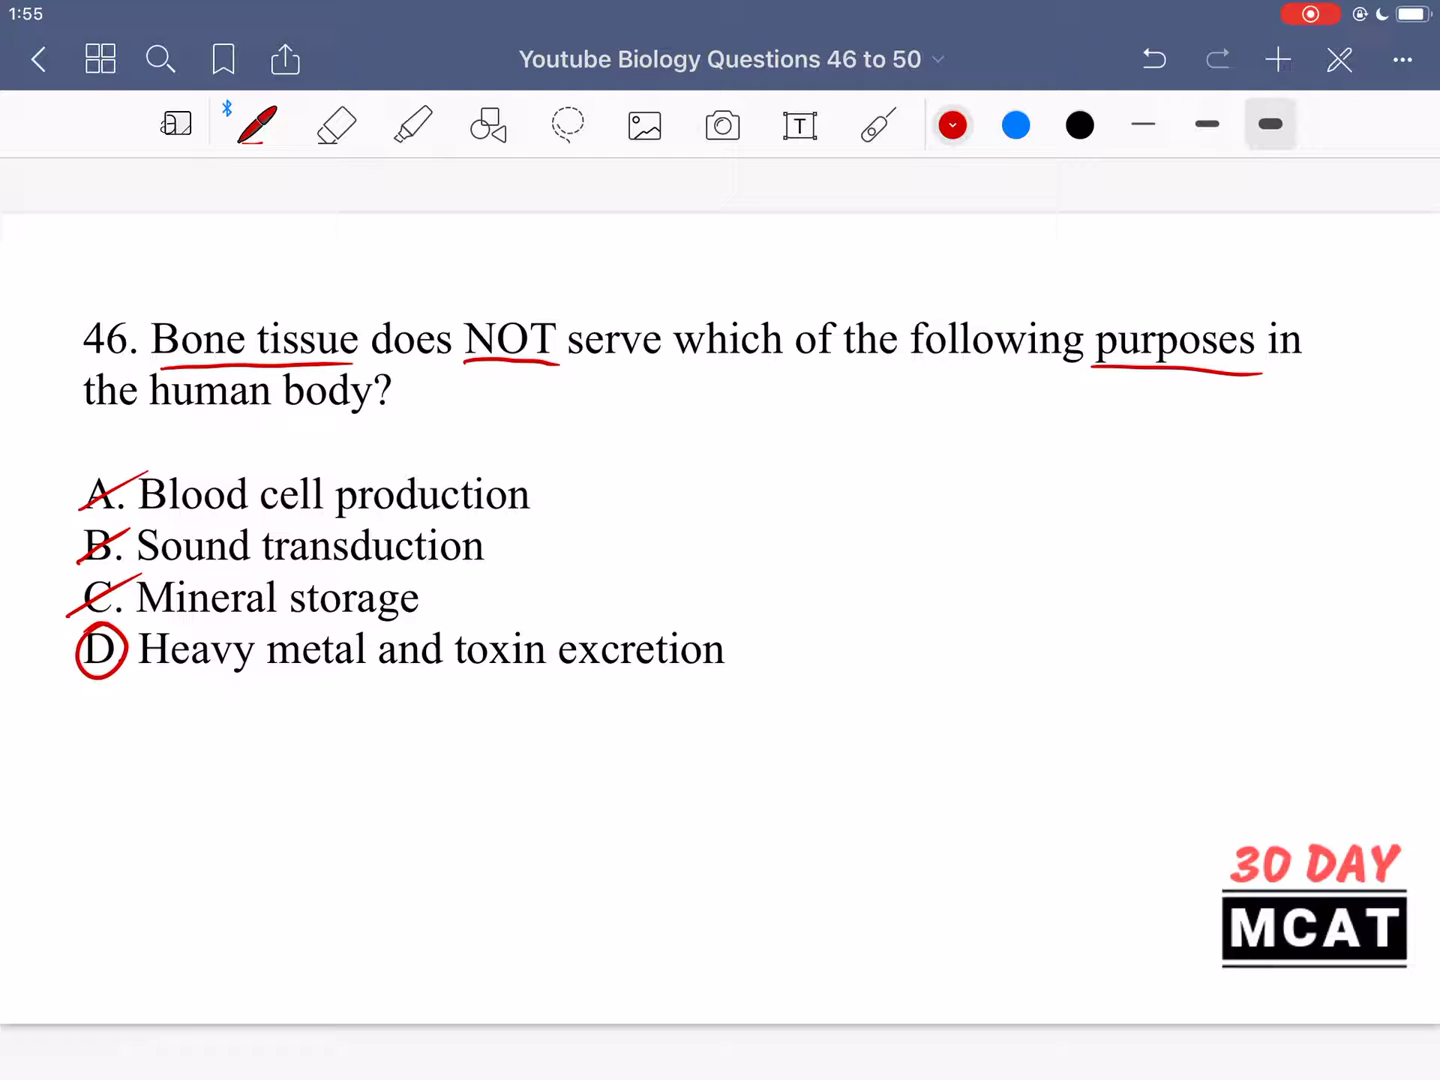 1:55
Youtube Biology Questions 46 to 50
46. Bone tissue does NOT serve which of the following purposes in
the human body?
A. Blood cell production
B. Sound transduction
C. Mineral storage
D. Heavy metal and toxin excretion
30 DAY
MCAT